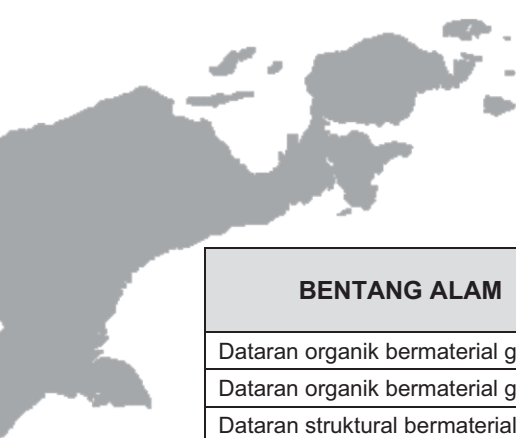 BENTANG ALAM
Dataran organik bermaterial
Dataran organik bermaterial
Dataran struktural bermaterial